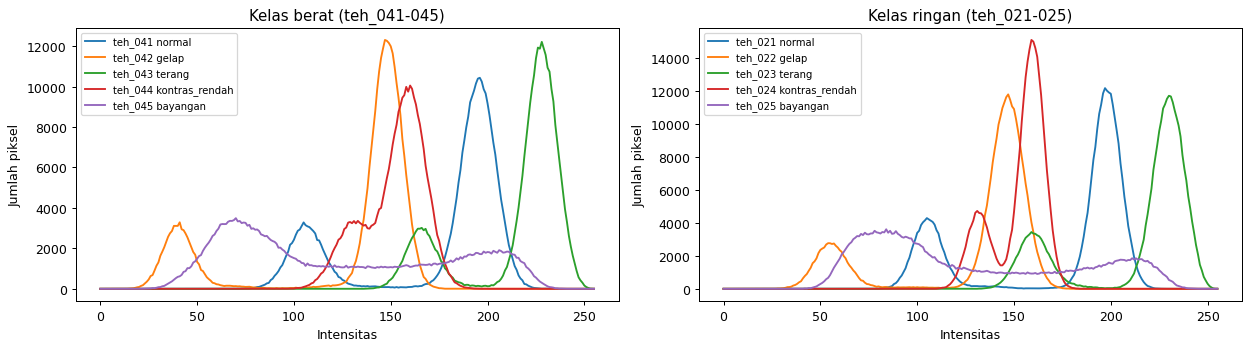 Kelas berat (teh_041-045)
12000
10000
8000
6000
4000
2000
0
Jumlah piksel
teh_041 normal
teh_042 gelap
teh_043 terang
teh_044 kontras_rendah
teh_045 bayangan
0 50 100 150 200 250
Intensitas
Kelas ringan (teh_021-025)
14000
12000
10000
8000
6000
4000
2000
0
Jumlah piksel
teh_021 normal
teh_022 gelap
teh_023 terang
teh_024 kontras_rendah
teh_025 bayangan
0 50 100 150 200 250
Intensitas